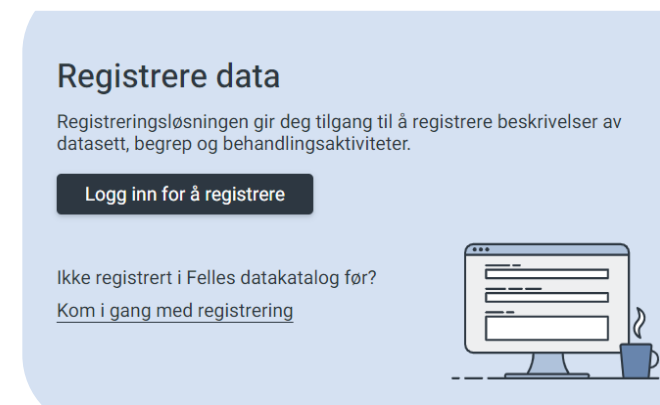 Registrere data
Registreringsløsningen gir deg tilgang til å registrere beskrivelser av
datasett, begrep og behandlingsaktiviteter.
Logg inn for å registrere
Ikke registrert i Felles datakatalog før?
Kom i gang med registrering